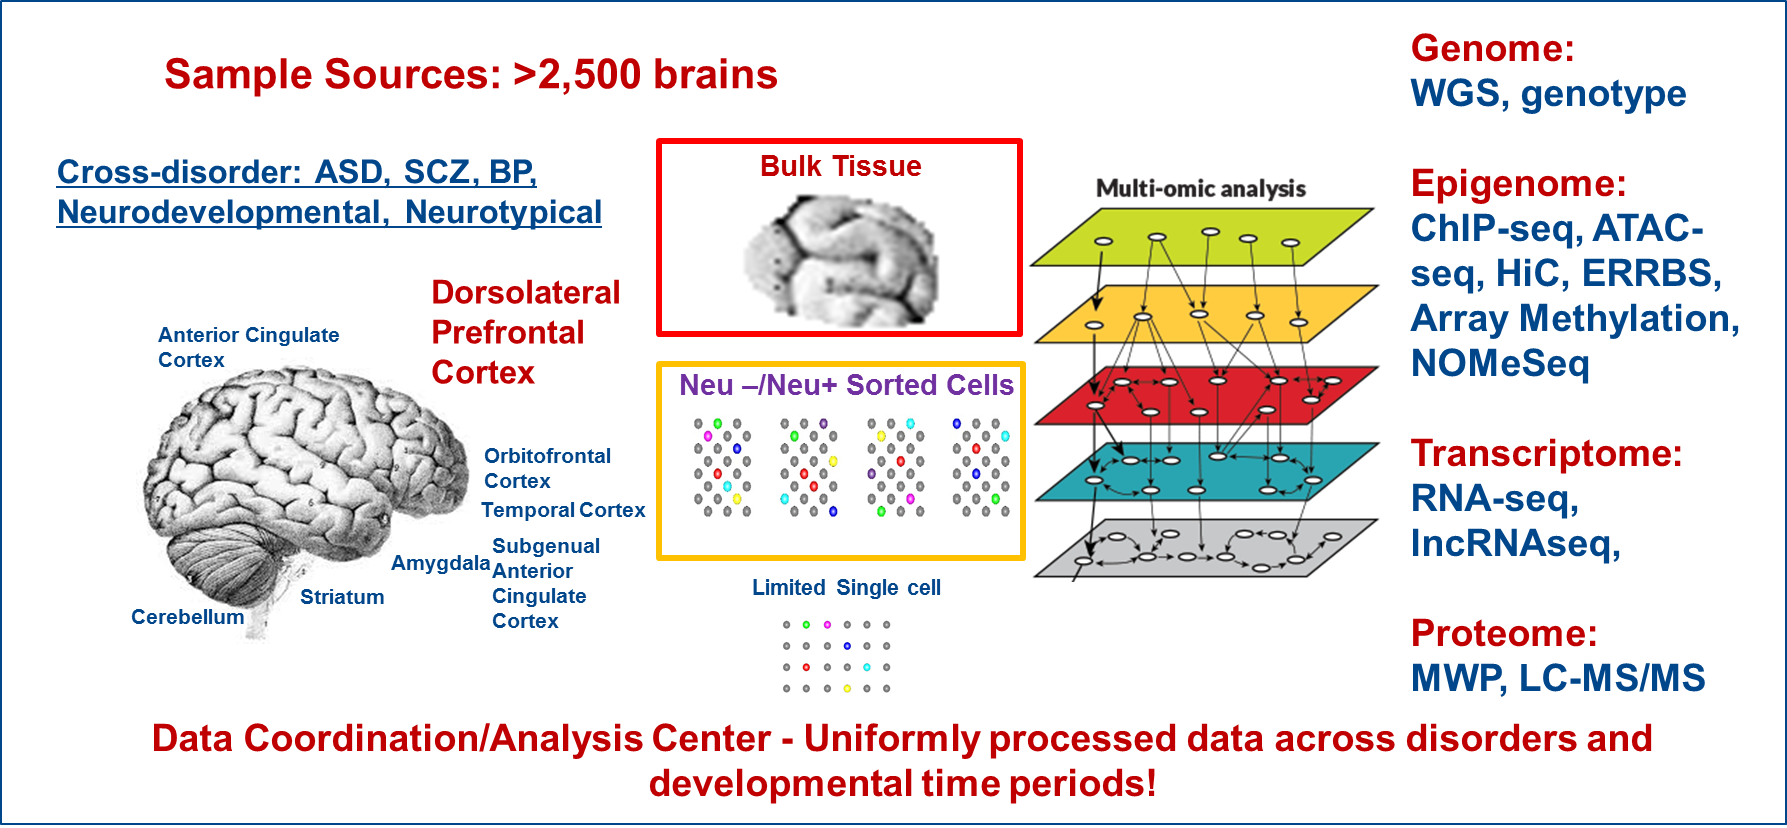 Sample Sources: >2,500 brains
Cross-disorder: ASD, SCZ, BP,
Neurodevelopmental, Neurotypical
Dorsolateral
Prefrontal
Cortex
Anterior Cingulate
Cortex
Orbitofrontal
Cortex
Temporal Cortex
Subgenual
Anterior
Cingulate
Cortex
Amygdala
Striatum
Cerebellum
Bulk Tissue
Neu –/Neu+ Sorted Cells
Limited Single cell
Multi-omic analysis
Genome:
WGS, genotype
Epigenome:
ChIP-seq, ATAC-
seq, HiC, ERRBS,
Array Methylation,
NOMeSeq
Transcriptome:
RNA-seq,
lncRNAseq,
Proteome:
MWP, LC-MS/MS
Data Coordination/Analysis Center - Uniformly processed data across disorders and
developmental time periods!